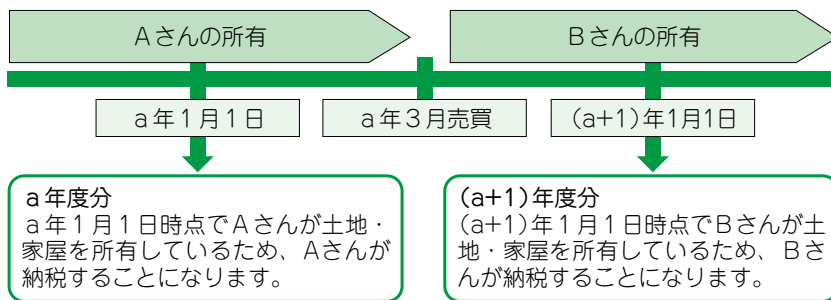 Aさんの所有
Bさんの所有
a年1月1日
a年3月売買
(a+1)年1月1日
a年度分
a年1月1日時点でAさんが土地・
家屋を所有しているため、Aさんが
納税することになります。
(a+1)年度分
(a+1)年1月1日時点でBさんが土
地・家屋を所有しているため、Bさ
んが納税することになります。